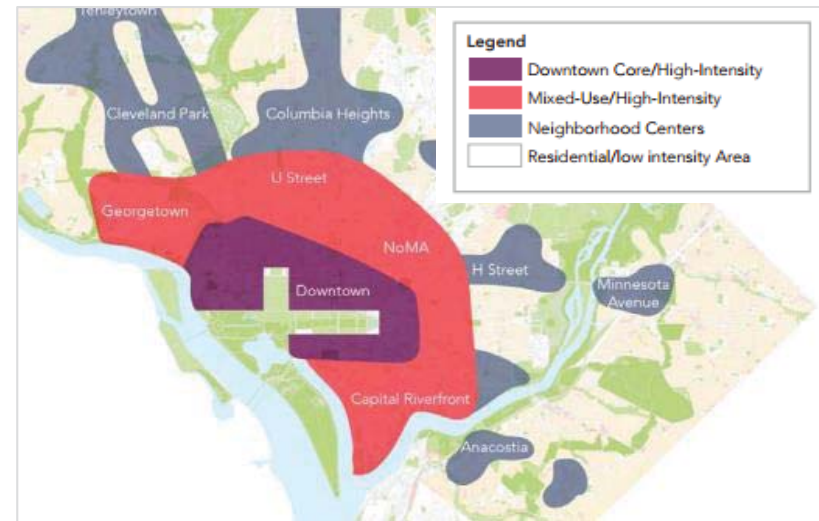 Tenleytown
Legend
Downtown Core/High-Intensity
Mixed-Use/High-Intensity
Neighborhood Centers
Residential/low intensity Area
Cleveland Park
Columbia Heights
U Street
Georgetown
NoMA
H Street
Downtown
Minnesota
Avenue
Capital Riverfront
Anacostia